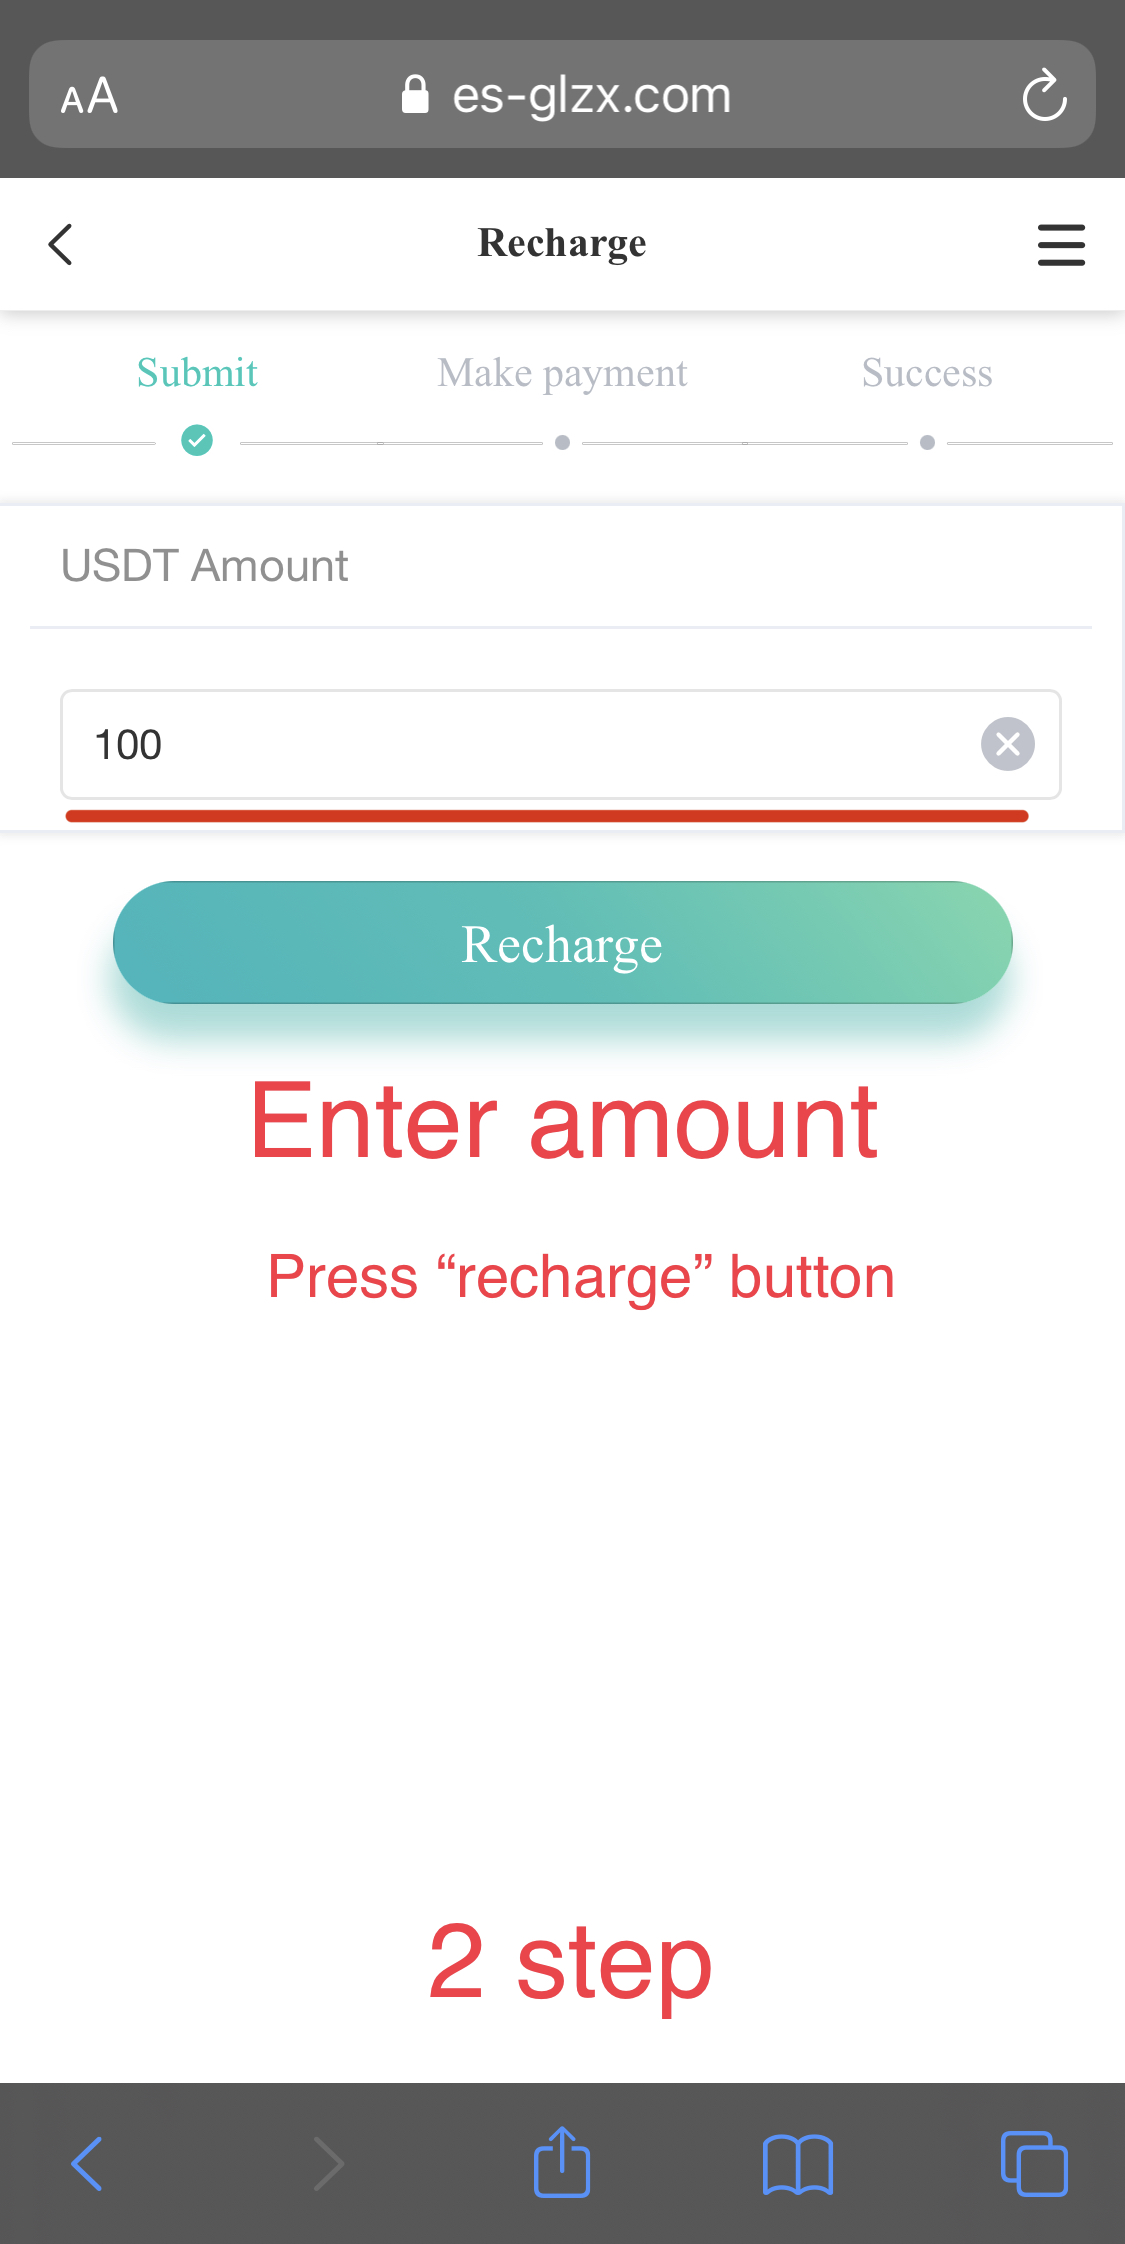 AA es-glzx.com
Recharge
Submit Make payment Success
USDT Amount
100
Recharge
Enter amount
Press “recharge” button
2 step